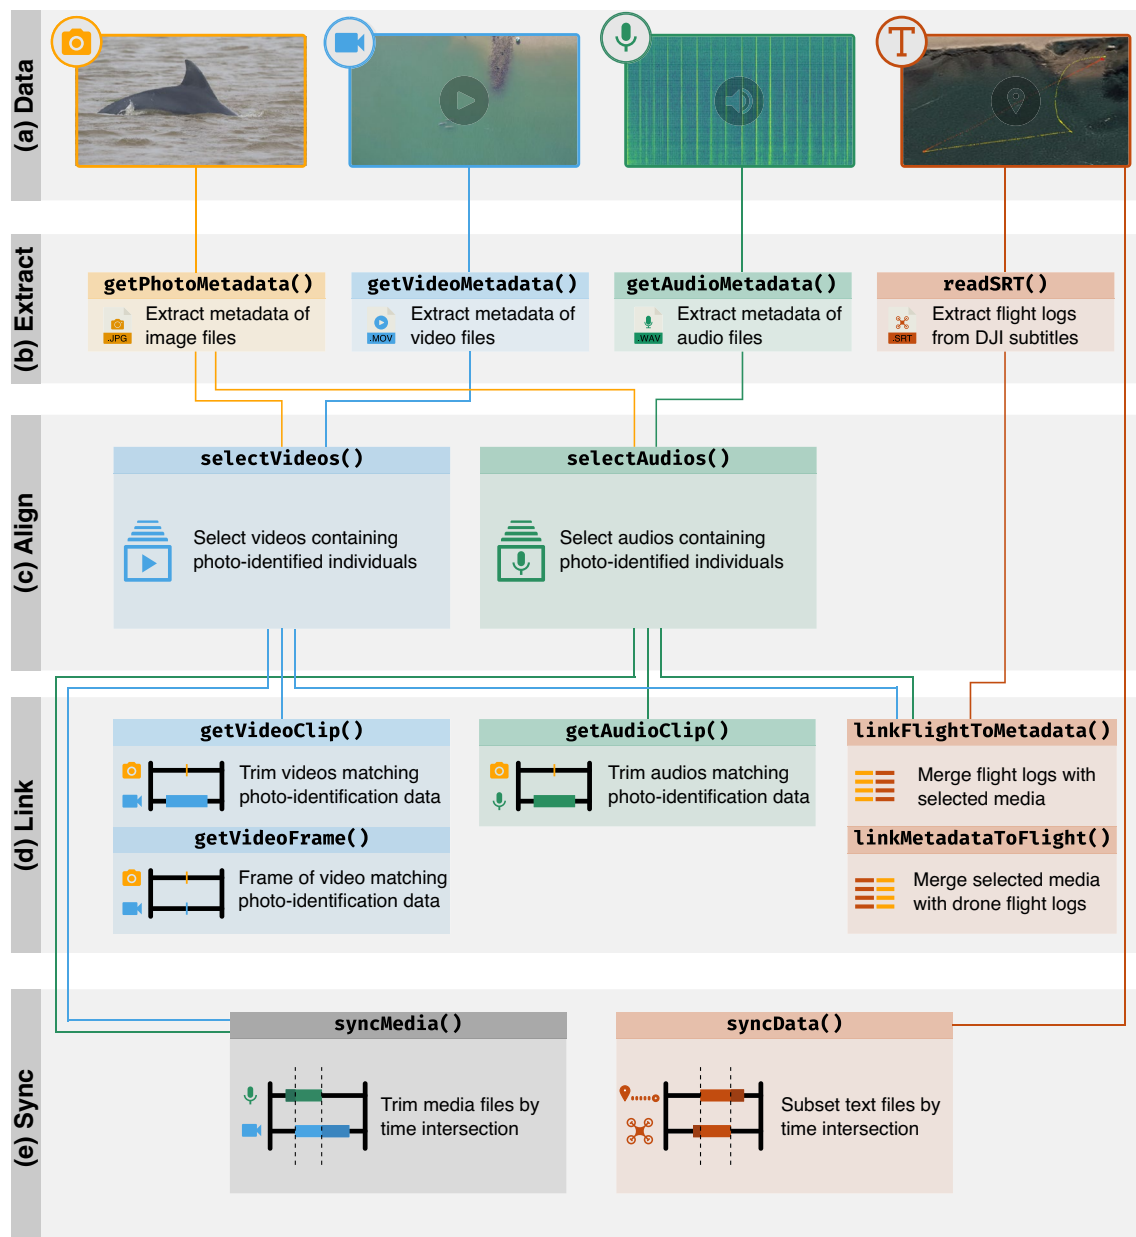 (a) Data
T
(b) Extract
getPhotoMetadata()
.JPG
Extract metadata of
image files
getVideoMetadata()
.MOV
Extract metadata of
video files
getAudioMetadata()
.WAV
Extract metadata of
audio files
readSRT()
.SRT
Extract flight logs
from DJI subtitles
(c) Align
selectVideos()
Select videos containing
photo-identified individuals
selectAudios()
Select audios containing
photo-identified individuals
(d) Link
getVideoClip()
Trim videos matching
photo-identification data
getVideoFrame()
Frame of video matching
photo-identification data
getAudioClip()
Trim audios matching
photo-identification data
linkFlightToMetadata()
Merge flight logs with
selected media
linkMetadataToFlight()
Merge selected media
with drone flight logs
(e) Sync
syncMedia()
Trim media files by
time intersection
syncData()
Subset text files by
time intersection